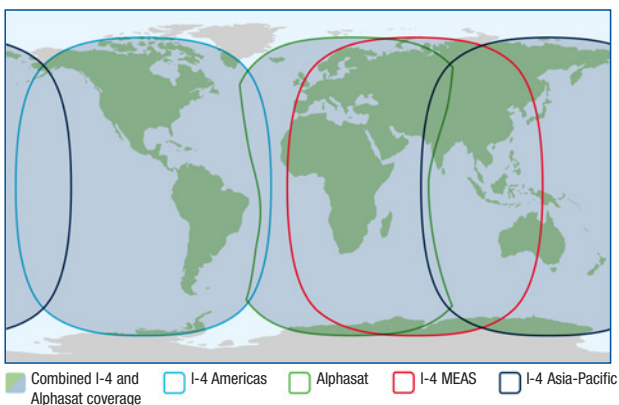 Combined I-4 and
Alphasat coverage
I-4 Americas
Alphasat
I-4 MEAS
I-4 Asia-Pacific